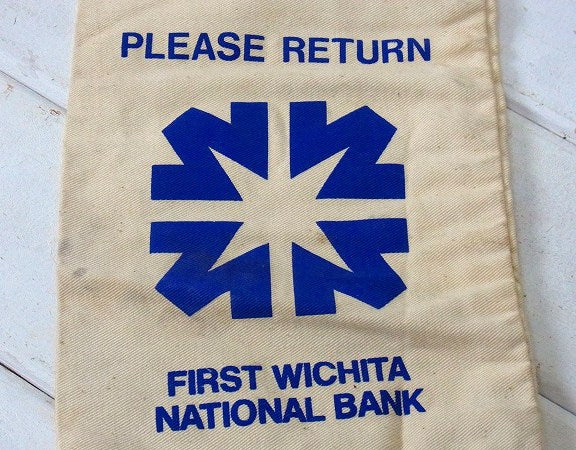 PLEASE RETURN
FIRST WICHITA
NATIONAL BANK